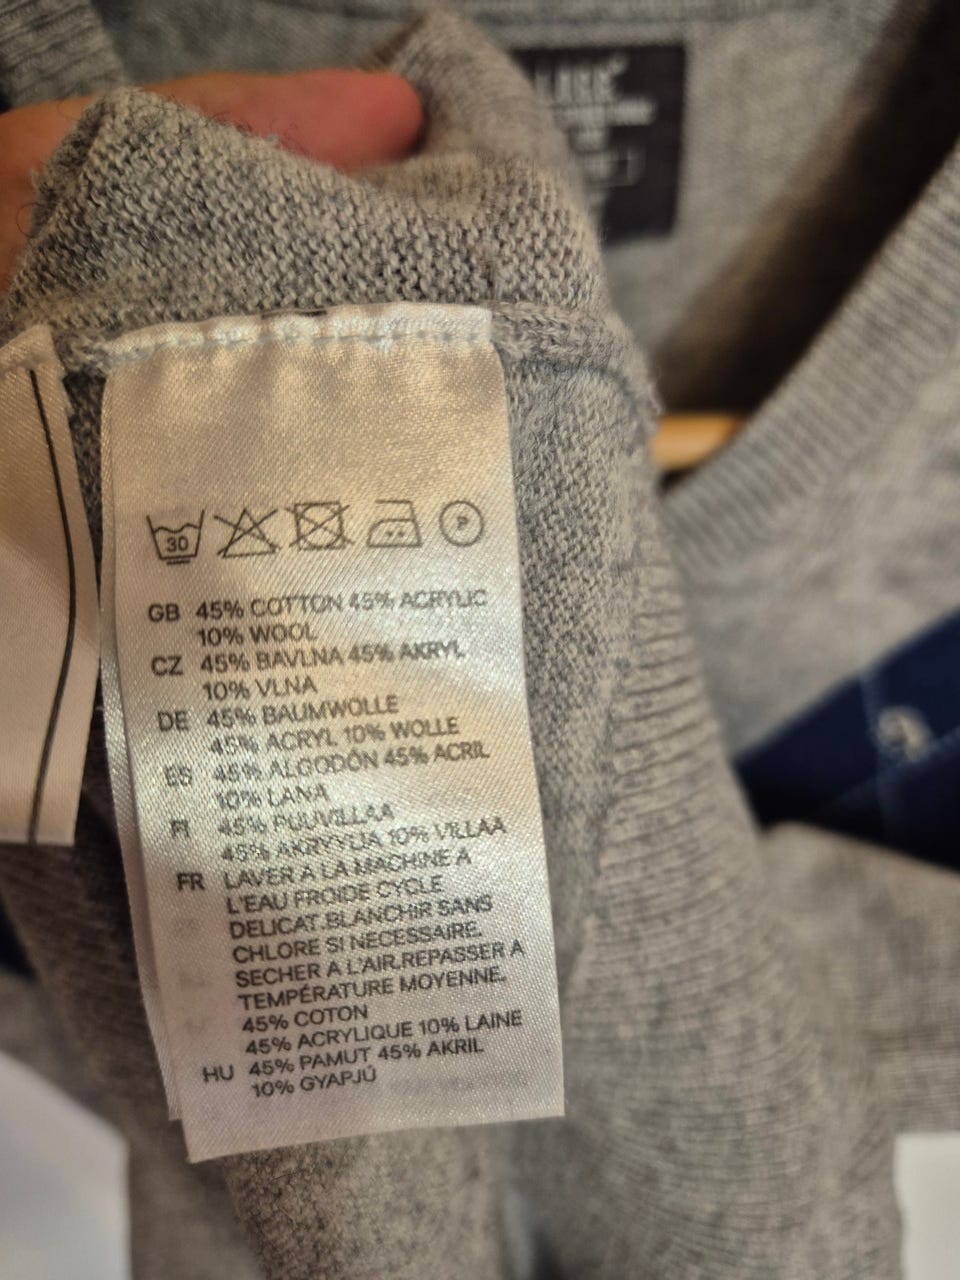 30
P
GB 45% COTTON 45% ACRYLIC
10% WOOL
CZ 45% BAVLNA 45% AKRYL
10% VLNA
DE 45% BAUMWOLLE
45% ACRYL 10% WOLLE
ES 45% ALGODÓN 45% ACRIL
10% LANA
FI 45% PUUVILLAA
45% AKRYYLIA 10% VILLAA
FR LAVER A LA MACHINE A
L'EAU FROIDE CYCLE
DELICAT.BLANCHIR SANS
CHLORE SI NECESSAIRE.
SECHER A L'AIR.REPASSER A
TEMPÉRATURE MOYENNE.
45% COTON
45% ACRYLIQUE 10% LAINE
HU 45% PAMUT 45% AKRIL
10% GYAPJÚ